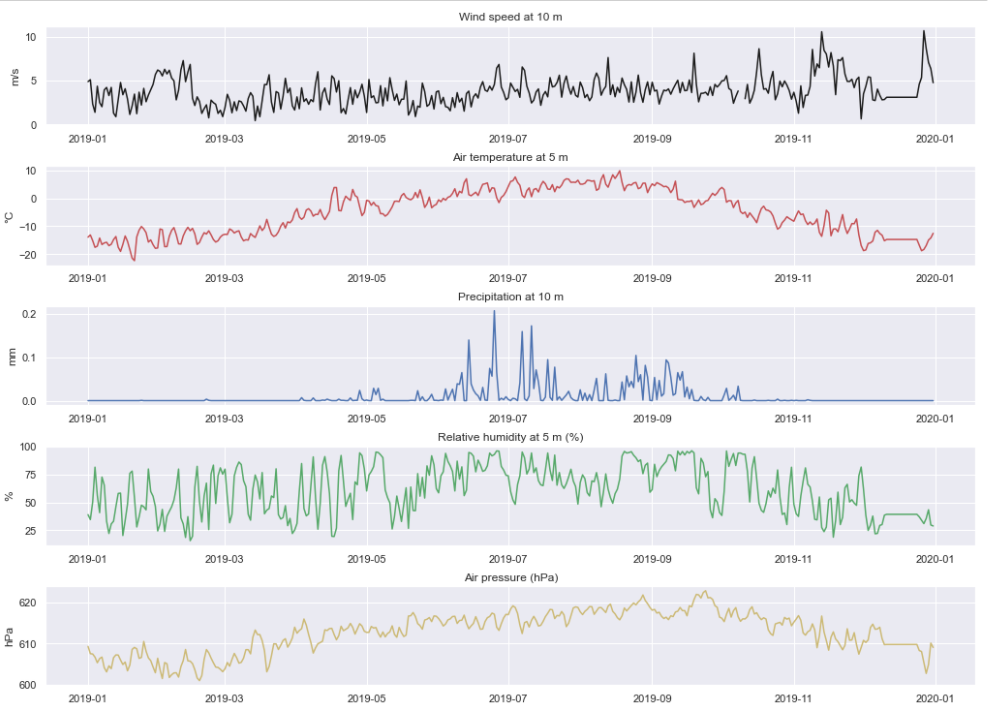 Wind speed at 10 m
10
5
0
m/s
2019-01 2019-03 2019-05 2019-07 2019-09 2019-11 2020-01
Air temperature at 5 m
10
0
−10
−20
°C
2019-01 2019-03 2019-05 2019-07 2019-09 2019-11 2020-01
Precipitation at 10 m
0.2
0.1
0.0
mm
2019-01 2019-03 2019-05 2019-07 2019-09 2019-11 2020-01
Relative humidity at 5 m (%)
100
75
50
25
%
2019-01 2019-03 2019-05 2019-07 2019-09 2019-11 2020-01
Air pressure (hPa)
620
610
600
hPa
2019-01 2019-03 2019-05 2019-07 2019-09 2019-11 2020-01